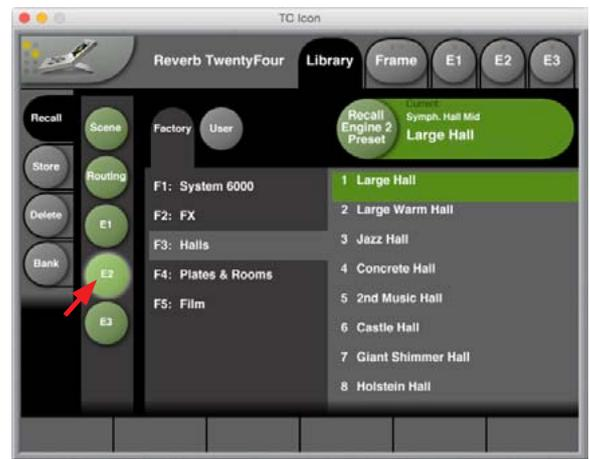 TC Icon
Reverb TwentyFour
Library
Frame
E1
E2
E3
Recall
Store
Delete
Bank
Scene
Routing
E1
E2
E3
Factory
User
Recall
Engine 2
Preset
Current:
Symph. Hall Mid
Large Hall
F1: System 6000
F2: FX
F3: Halls
F4: Plates & Rooms
F5: Film
1 Large Hall
2 Large Warm Hall
3 Jazz Hall
4 Concrete Hall
5 2nd Music Hall
6 Castle Hall
7 Giant Shimmer Hall
8 Holstein Hall